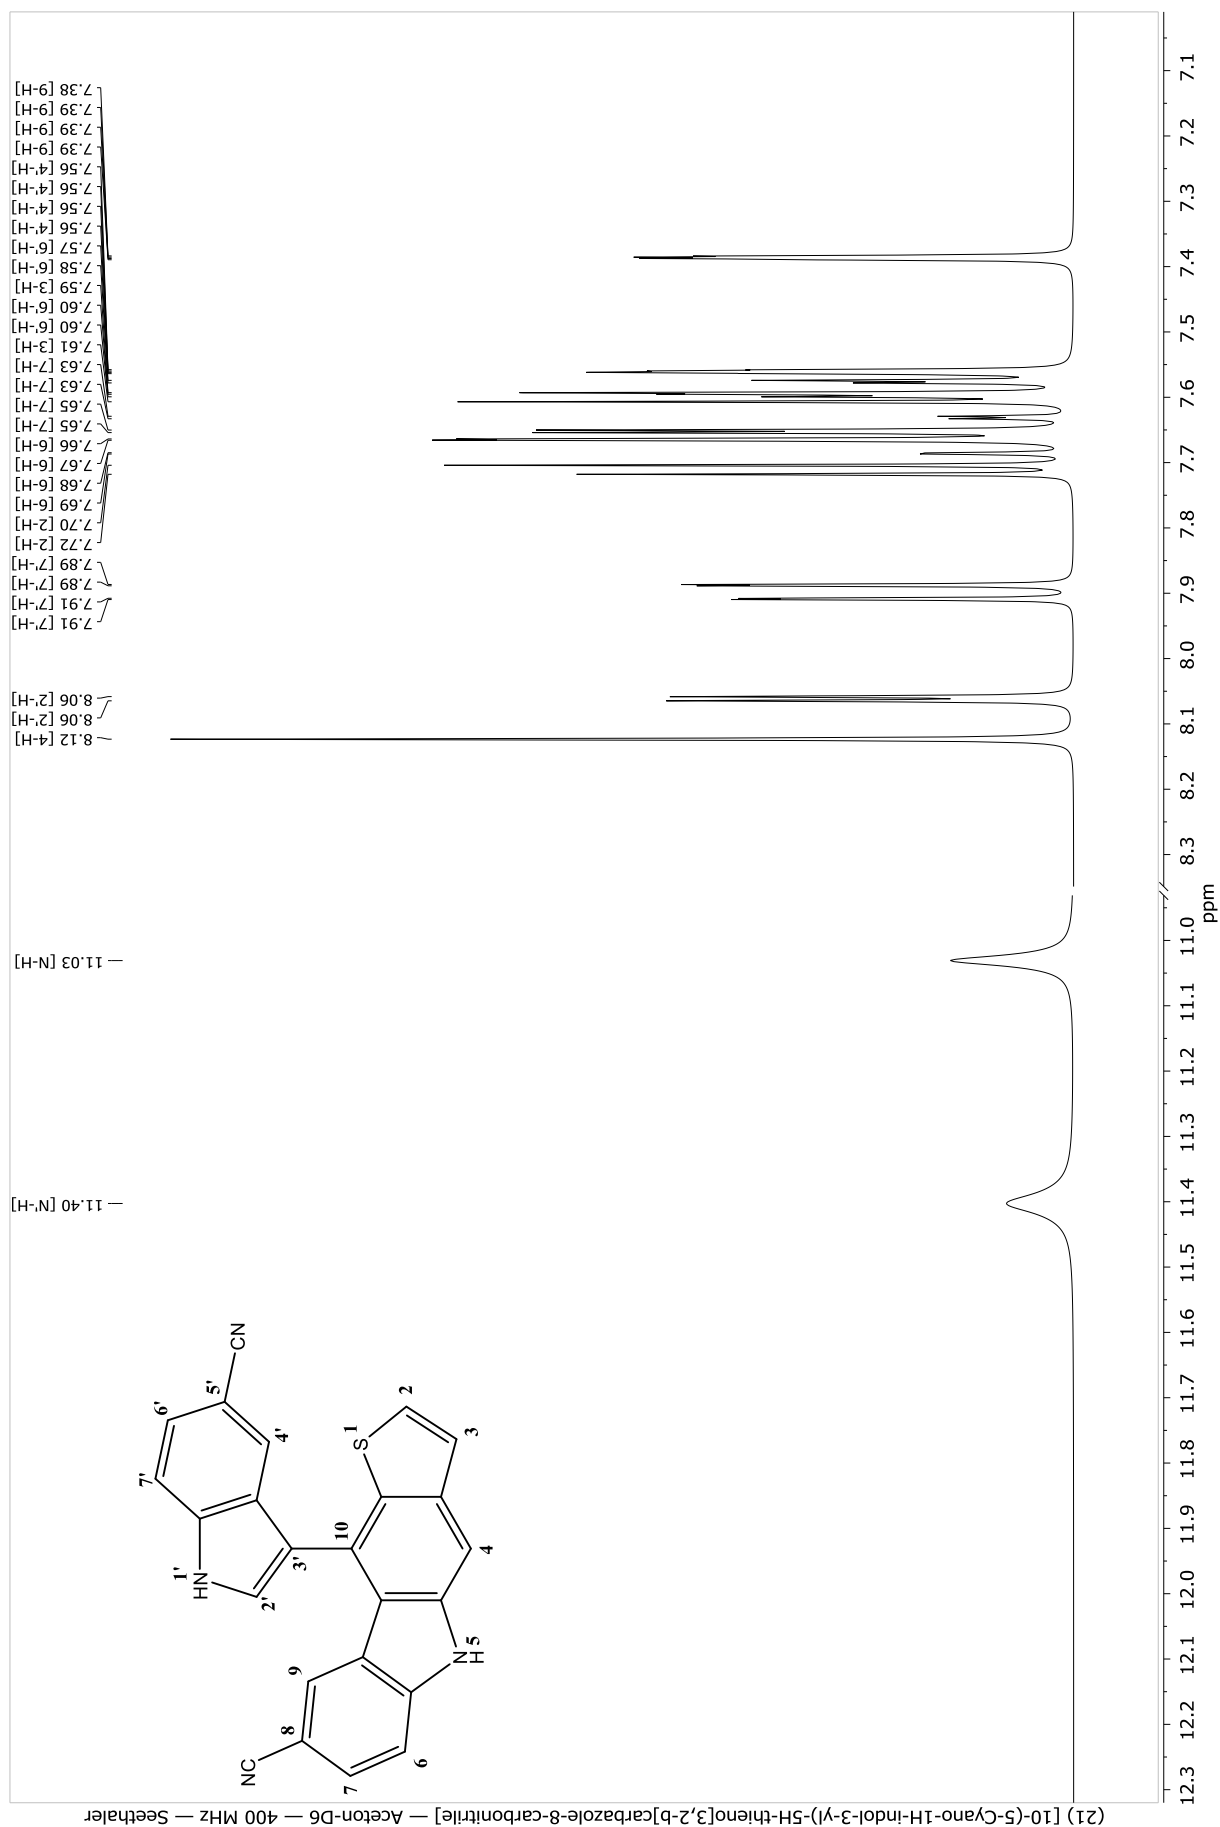 (21) [10-(5-Cyano-1H-indol-3-yl)-5H-thieno[3,2-b]carbazole-8-carbonitrile] — Aceton-D6 — 400 MHz — Seethaler
11.40 [N'-H]
11.03 [N-H]
8.12 [4-H]
8.06 [2'-H]
8.06 [2'-H]
7.91 [7'-H]
7.91 [7'-H]
7.89 [7'-H]
7.89 [7'-H]
7.72 [2-H]
7.70 [2-H]
7.69 [6-H]
7.68 [6-H]
7.67 [6-H]
7.66 [6-H]
7.65 [7-H]
7.65 [7-H]
7.63 [7-H]
7.63 [7-H]
7.61 [3-H]
7.60 [6'-H]
7.60 [6'-H]
7.59 [3-H]
7.58 [6'-H]
7.57 [6'-H]
7.56 [4'-H]
7.56 [4'-H]
7.56 [4'-H]
7.56 [4'-H]
7.39 [9-H]
7.39 [9-H]
7.39 [9-H]
7.38 [9-H]
NC
8
9
7
6
N
H
5
4
10
3'
2'
HN
1'
7'
6'
5'
4'
CN
S
1
2
3
12.3 12.2 12.1 12.0 11.9 11.8 11.7 11.6 11.5 11.4 11.3 11.2 11.1 11.0 8.3 8.2 8.1 8.0 7.9 7.8 7.7 7.6 7.5 7.4 7.3 7.2 7.1
ppm